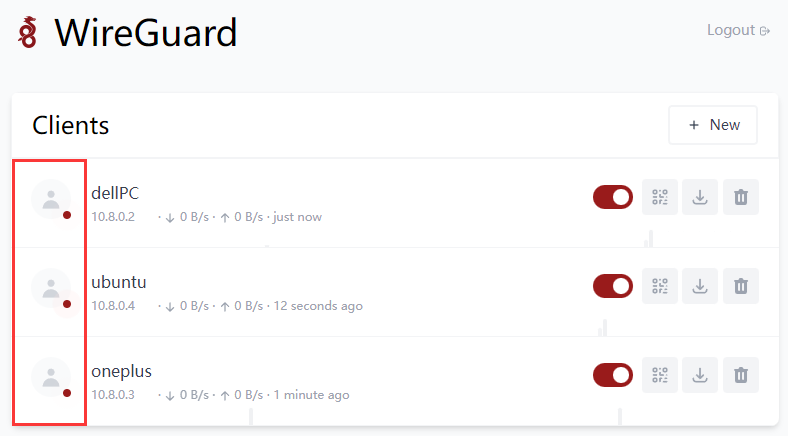 WireGuard
Logout
Clients
+ New
dellPC
10.8.0.2 · ↓ 0 B/s · ↑ 0 B/s · just now
ubuntu
10.8.0.4 · ↓ 0 B/s · ↑ 0 B/s · 12 seconds ago
oneplus
10.8.0.3 · ↓ 0 B/s · ↑ 0 B/s · 1 minute ago